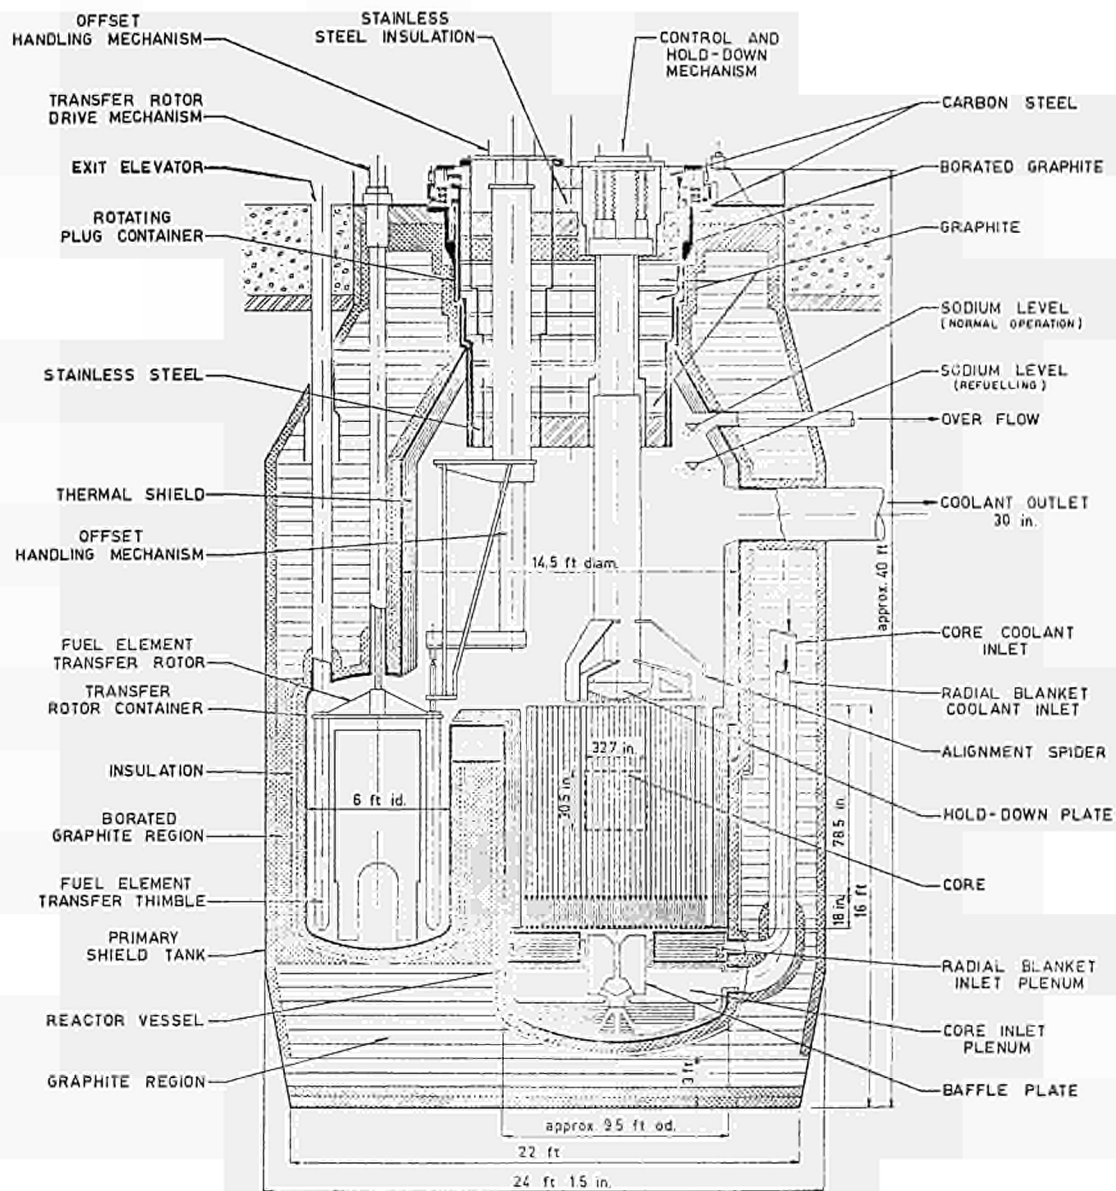 OFFSET
HANDLING MECHANISM
TRANSFER ROTOR
DRIVE MECHANISM
EXIT ELEVATOR
ROTATING
PLUG CONTAINER
STAINLESS STEEL
THERMAL SHIELD
OFFSET
HANDLING MECHANISM
FUEL ELEMENT
TRANSFER ROTOR
TRANSFER
ROTOR CONTAINER
INSULATION
BORATED
GRAPHITE REGION
FUEL ELEMENT
TRANSFER THIMBLE
PRIMARY
SHIELD TANK
REACTOR VESSEL
GRAPHITE REGION
STAINLESS
STEEL INSULATION
CONTROL AND
HOLD-DOWN
MECHANISM
CARBON STEEL
BORATED GRAPHITE
GRAPHITE
SODIUM LEVEL
(NORMAL OPERATION)
SODIUM LEVEL
(REFUELLING)
OVER FLOW
COOLANT OUTLET
30 in.
CORE COOLANT
INLET
RADIAL BLANKET
COOLANT INLET
ALIGNMENT SPIDER
HOLD-DOWN PLATE
CORE
RADIAL BLANKET
INLET PLENUM
CORE INLET
PLENUM
BAFFLE PLATE
14.5 ft diam.
approx. 40 ft
32.7 in.
30.5 in.
6 ft id.
78.5 in.
18 in.
16 ft
3 ft
approx. 9.5 ft od.
22 ft
24 ft 1.5 in.